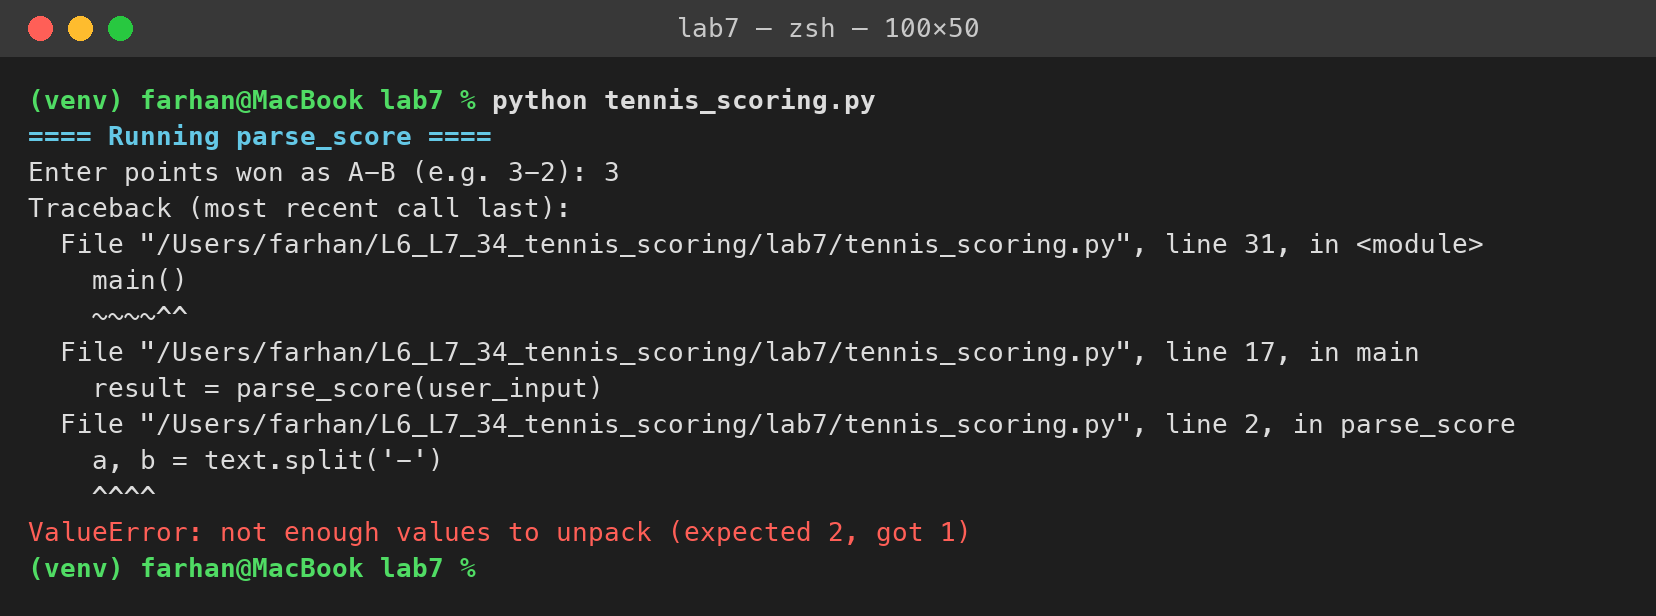 lab7 — zsh — 100×50
(venv) farhan@MacBook lab7 % python tennis_scoring.py
==== Running parse_score ====
Enter points won as A-B (e.g. 3-2): 3
Traceback (most recent call last):
  File "/Users/farhan/L6_L7_34_tennis_scoring/lab7/tennis_scoring.py", line 31, in <module>
    main()
    ~~~~^^
  File "/Users/farhan/L6_L7_34_tennis_scoring/lab7/tennis_scoring.py", line 17, in main
    result = parse_score(user_input)
  File "/Users/farhan/L6_L7_34_tennis_scoring/lab7/tennis_scoring.py", line 2, in parse_score
    a, b = text.split('-')
    ^^^^
ValueError: not enough values to unpack (expected 2, got 1)
(venv) farhan@MacBook lab7 %